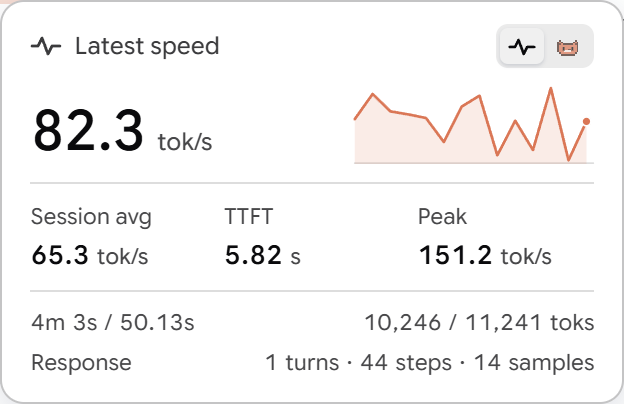 Latest speed
82.3 tok/s
Session avg TTFT Peak
65.3 tok/s 5.82 s 151.2 tok/s
4m 3s / 50.13s 10,246 / 11,241 toks
Response 1 turns · 44 steps · 14 samples